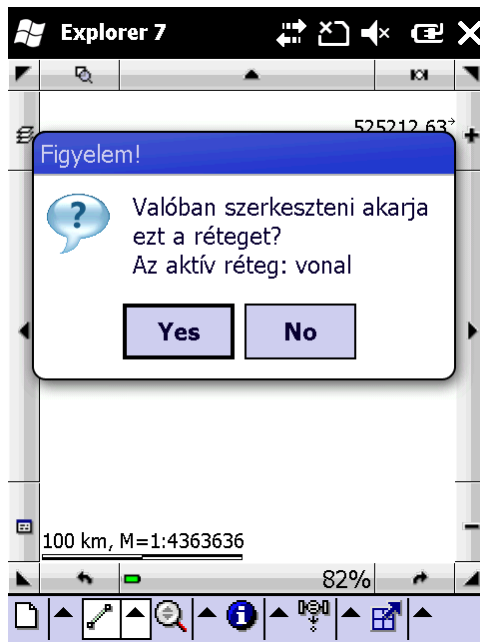 Explorer 7
525212.63
Figyelem!
Valóban szerkeszteni akarja
ezt a réteget?
Az aktív réteg: vonal
Yes No
100 km, M=1:4363636
82%